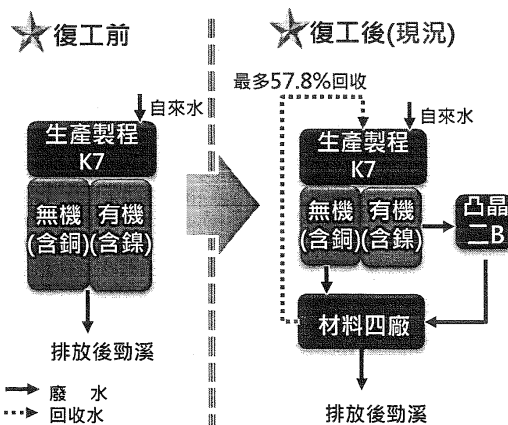 復工前
自來水
生產製程
K7
無機
(含銅)
有機
(含鎳)
排放後勁溪
廢 水
回收水
復工後(現況)
最多57.8%回收
自來水
生產製程
K7
無機
(含銅)
有機
(含鎳)
凸晶
二B
材料四廠
排放後勁溪